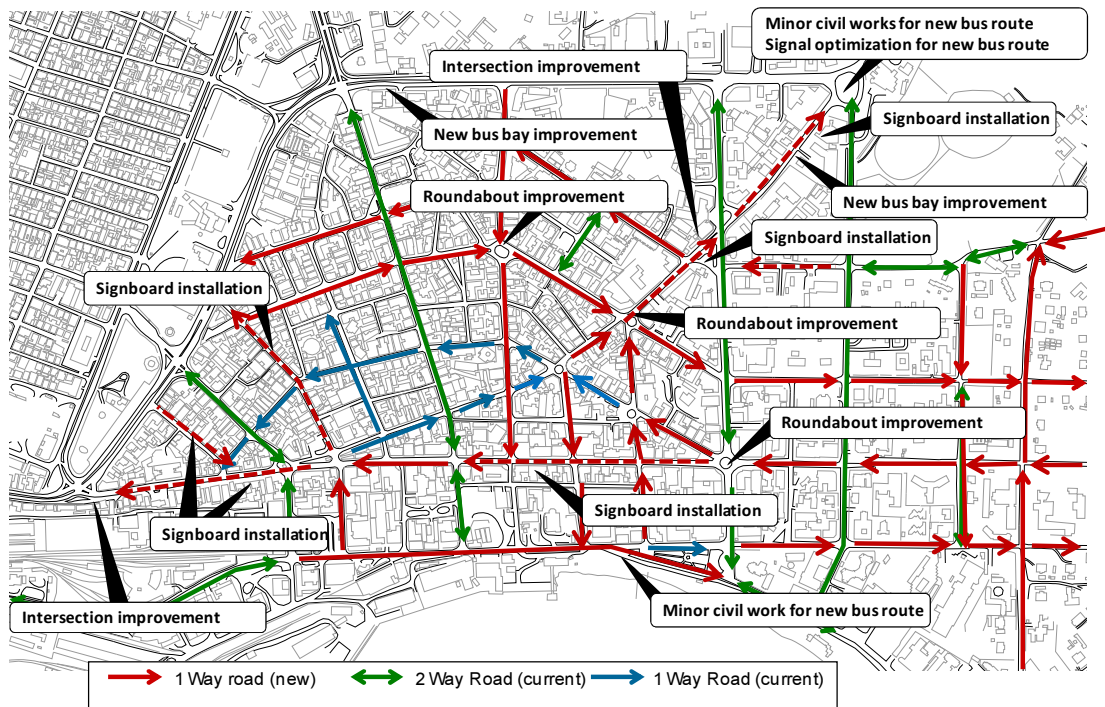 Minor civil works for new bus route
Signal optimization for new bus route
Intersection improvement
Signboard installation
New bus bay improvement
Roundabout improvement
New bus bay improvement
Signboard installation
Signboard installation
Roundabout improvement
Roundabout improvement
Signboard installation
Signboard installation
Minor civil work for new bus route
Intersection improvement
1 Way road (new)
2 Way Road (current)
1 Way Road (current)